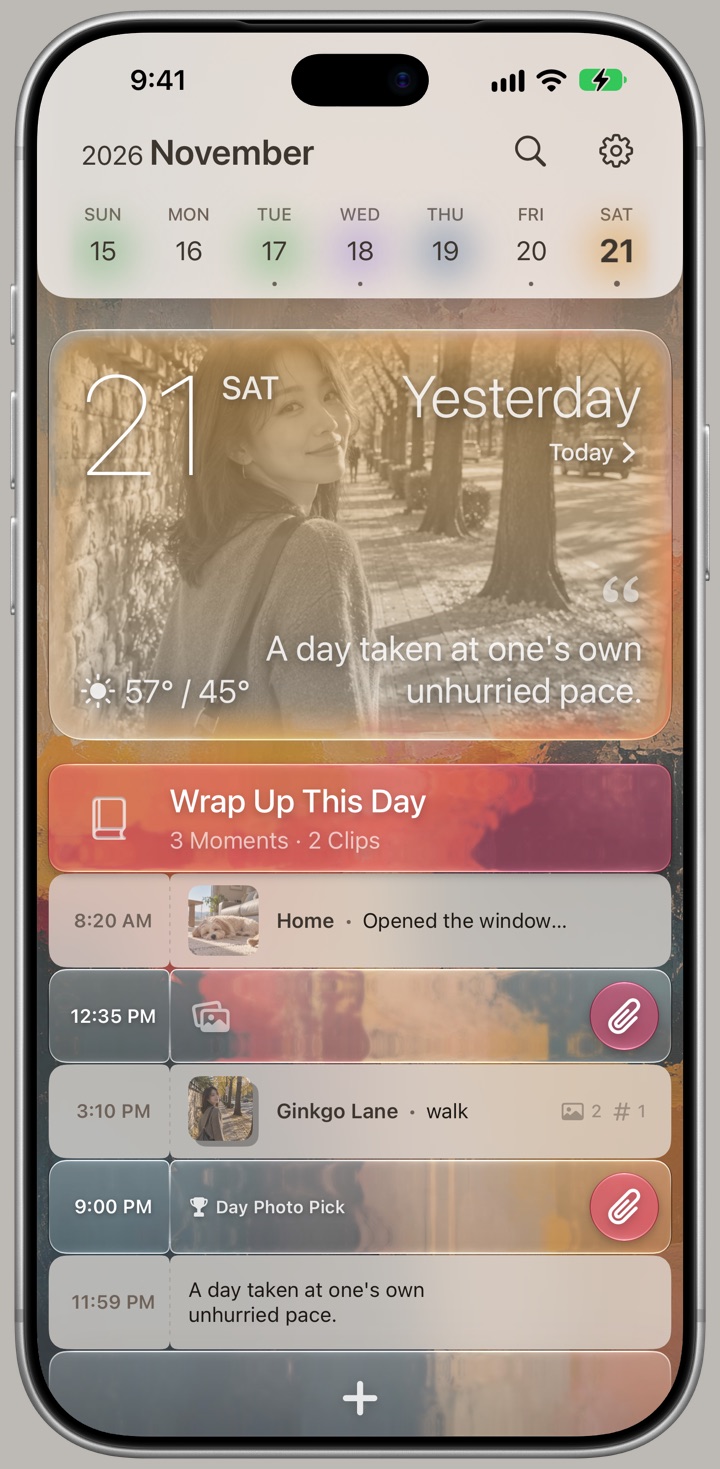 9:41
2026 November
SUN MON TUE WED THU FRI SAT
15 16 17 18 19 20 21
21 SAT
Yesterday
Today >
“
A day taken at one's own
unhurried pace.
57° / 45°
Wrap Up This Day
3 Moments · 2 Clips
8:20 AM Home · Opened the window...
12:35 PM
3:10 PM Ginkgo Lane · walk 2 # 1
9:00 PM Day Photo Pick
11:59 PM A day taken at one's own
unhurried pace.
+